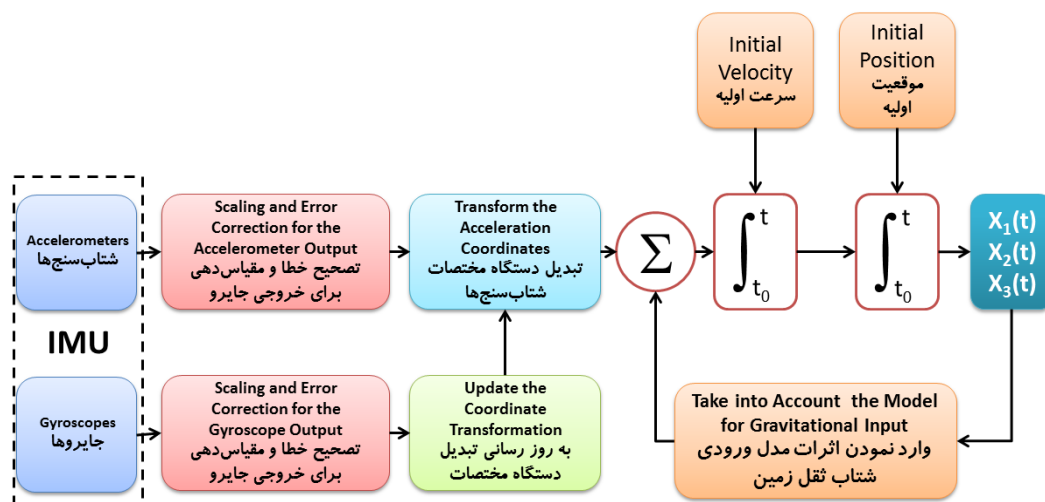 Initial
Velocity
سرعت اولیه
Initial
Position
موقعیت
اولیه
Accelerometers
شتاب‌سنج‌ها
Scaling and Error
Correction for the
Accelerometer Output
تصحیح خطا و مقیاس‌دهی
برای خروجی جایرو
Transform the
Acceleration
Coordinates
تبدیل دستگاه مختصات
شتاب‌سنج‌ها
Σ
∫ t t₀
∫ t t₀
X₁(t)
X₂(t)
X₃(t)
IMU
Gyroscopes
جایروها
Scaling and Error
Correction for the
Gyroscope Output
تصحیح خطا و مقیاس‌دهی
برای خروجی جایرو
Update the
Coordinate
Transformation
به روز رسانی تبدیل
دستگاه مختصات
Take into Account the Model
for Gravitational Input
وارد نمودن اثرات مدل ورودی
شتاب ثقل زمین